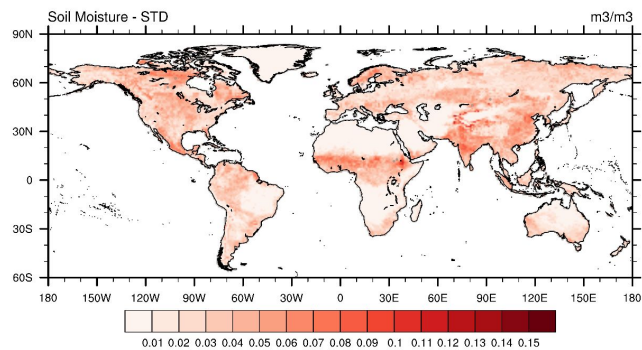 Soil Moisture - STD m3/m3
90N
60N
30N
0
30S
60S
180 150W 120W 90W 60W 30W 0 30E 60E 90E 120E 150E 180
0.01 0.02 0.03 0.04 0.05 0.06 0.07 0.08 0.09 0.1 0.11 0.12 0.13 0.14 0.15